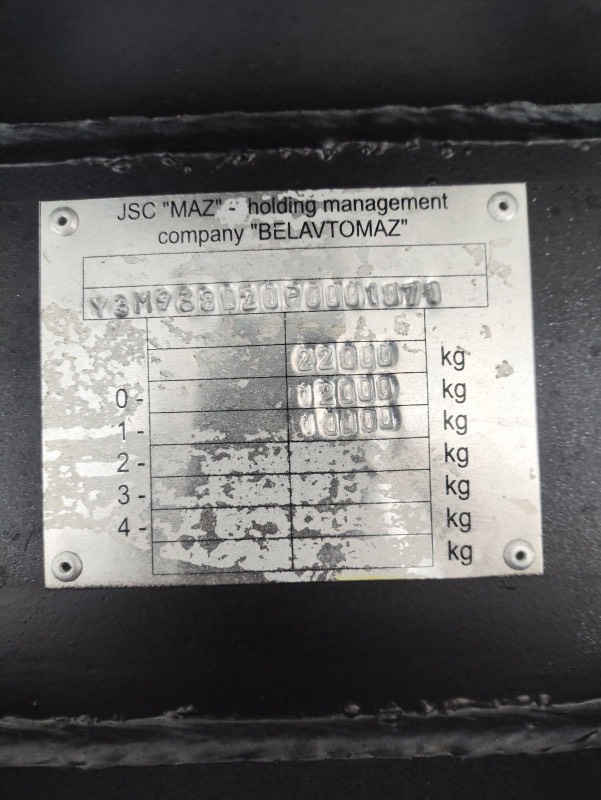 JSC "MAZ" - holding management
company "BELAVTOMAZ"
Y3M938020P0001071
22000 kg
0 - 12000 kg
1 - 10000 kg
2 - kg
3 - kg
4 - kg
kg